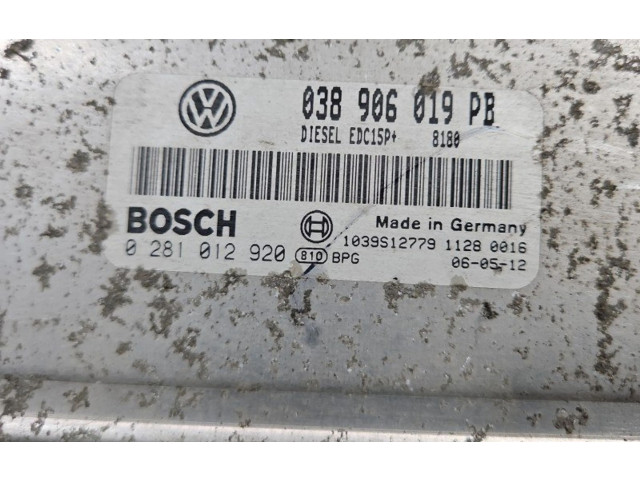 038 906 019 PB
DIESEL EDC15P+ 8180
BOSCH Made in Germany
0 281 012 920 1039S12779 1128 0016
810 BPG 06-05-12